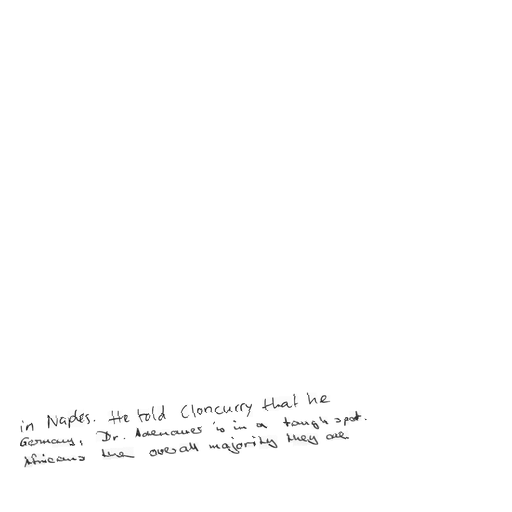 in Naples. He told Cloncurry that he
Germany, Dr. Adenauer is in a tough spot.
Africans the overall majority they are